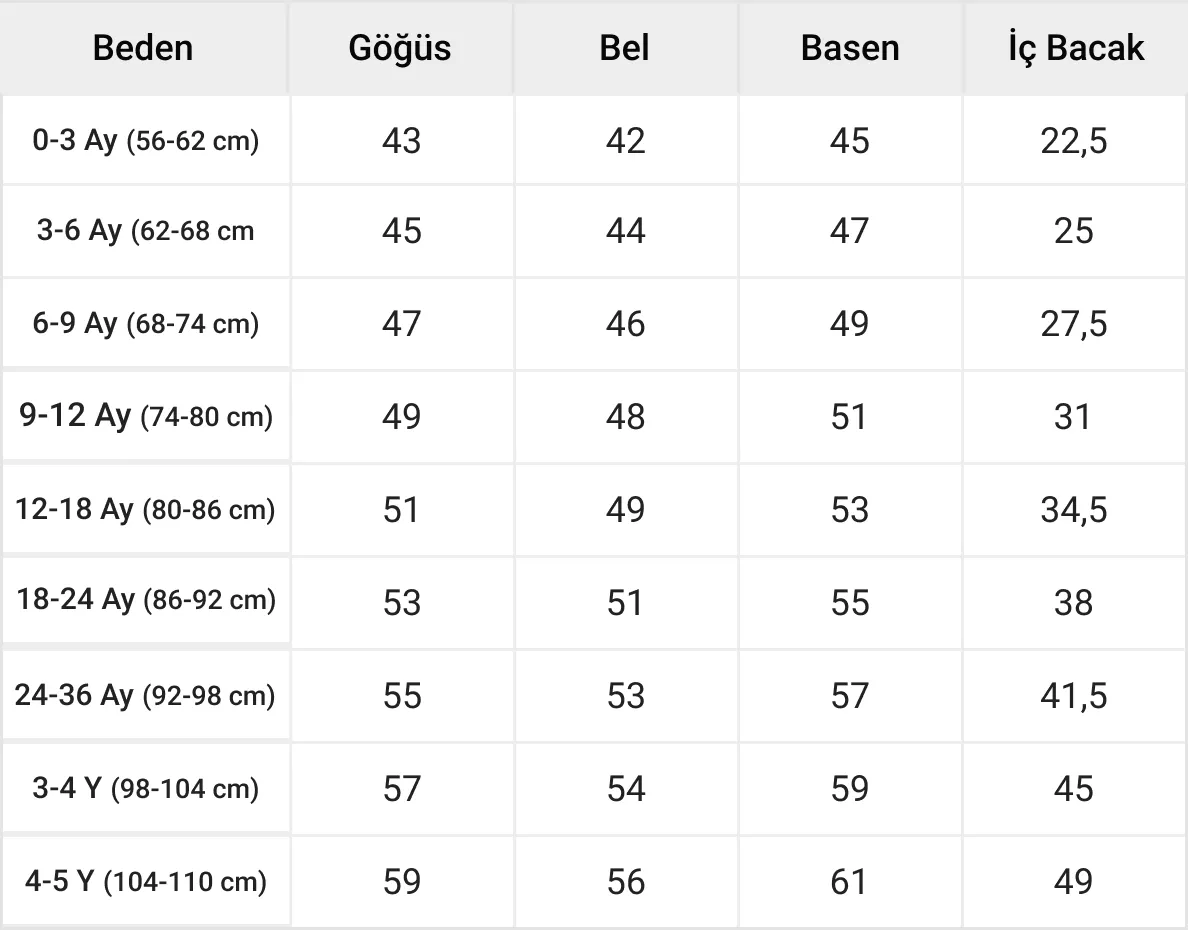 Beden Göğüs Bel Basen İç Bacak
0-3 Ay (56-62 cm) 43 42 45 22,5
3-6 Ay (62-68 cm 45 44 47 25
6-9 Ay (68-74 cm) 47 46 49 27,5
9-12 Ay (74-80 cm) 49 48 51 31
12-18 Ay (80-86 cm) 51 49 53 34,5
18-24 Ay (86-92 cm) 53 51 55 38
24-36 Ay (92-98 cm) 55 53 57 41,5
3-4 Y (98-104 cm) 57 54 59 45
4-5 Y (104-110 cm) 59 56 61 49